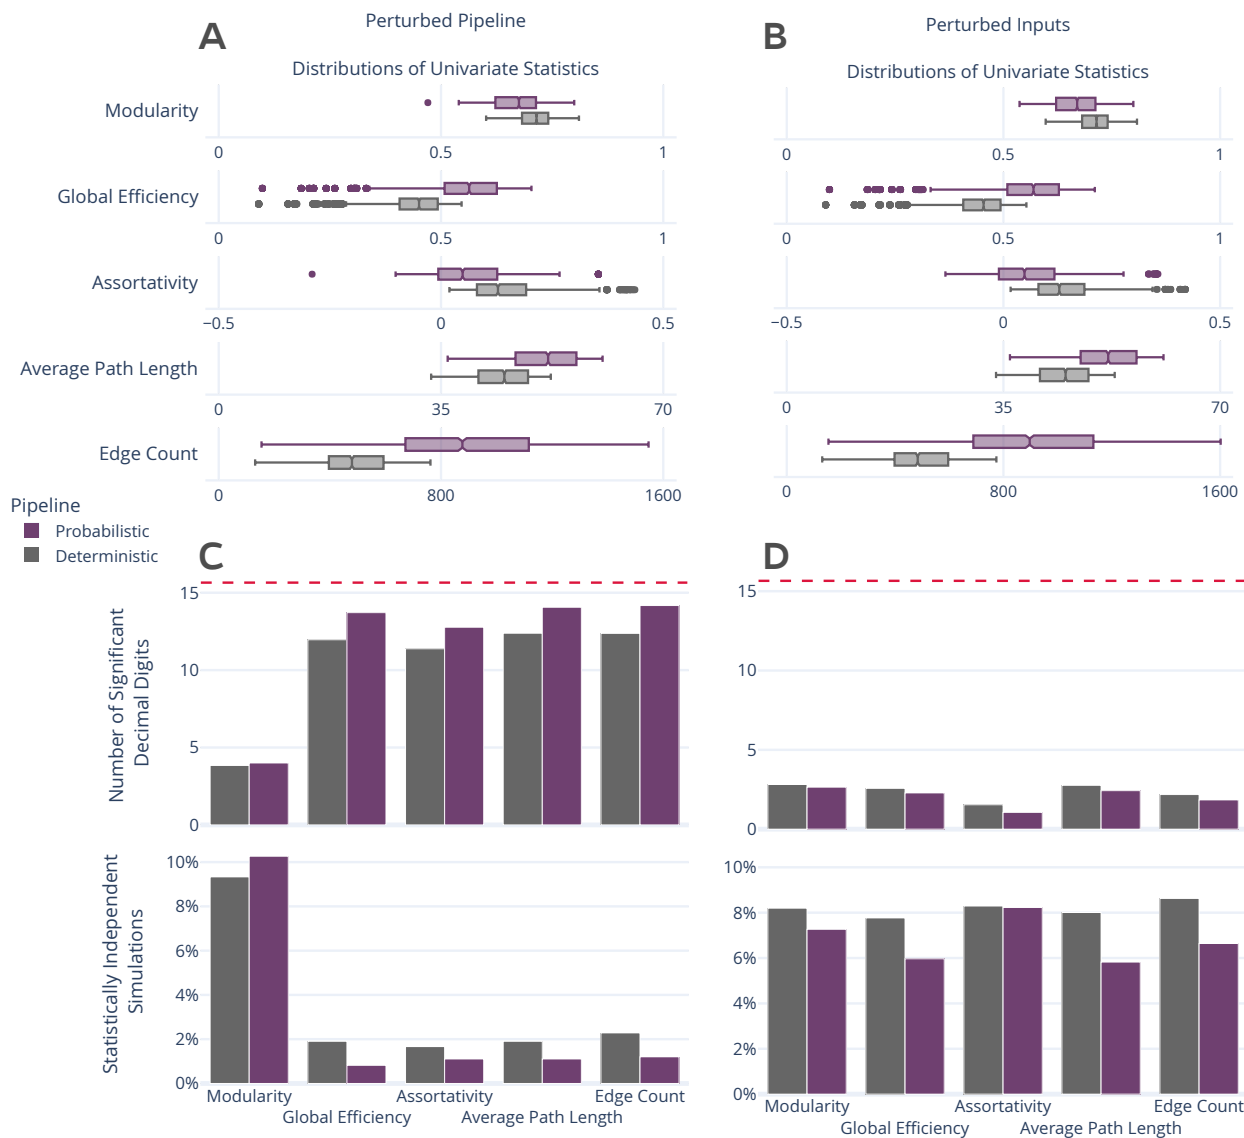 A
Perturbed Pipeline
B
Perturbed Inputs
Distributions of Univariate Statistics
Distributions of Univariate Statistics
Modularity
0
0.5
1
0
0.5
1
Global Efficiency
0
0.5
1
0
0.5
1
Assortativity
−0.5
0
0.5
−0.5
0
0.5
Average Path Length
0
35
70
0
35
70
Edge Count
0
800
1600
0
800
1600
Pipeline
Probabilistic
Deterministic
C
D
Number of Significant
Decimal Digits
15
10
5
0
15
10
5
0
Statistically Independent
Simulations
10%
8%
6%
4%
2%
0%
10%
8%
6%
4%
2%
0%
Modularity
Global Efficiency
Assortativity
Average Path Length
Edge Count
Modularity
Global Efficiency
Assortativity
Average Path Length
Edge Count